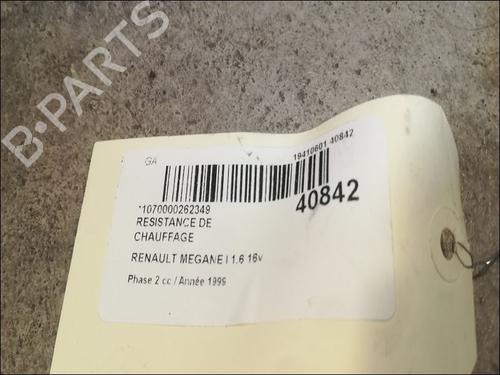 B-PARTS
GA
19410601 40842
40842
*1070000262349
RESISTANCE DE
CHAUFFAGE
RENAULT MEGANE I 1.6 16v
Phase 2 cc / Année 1999